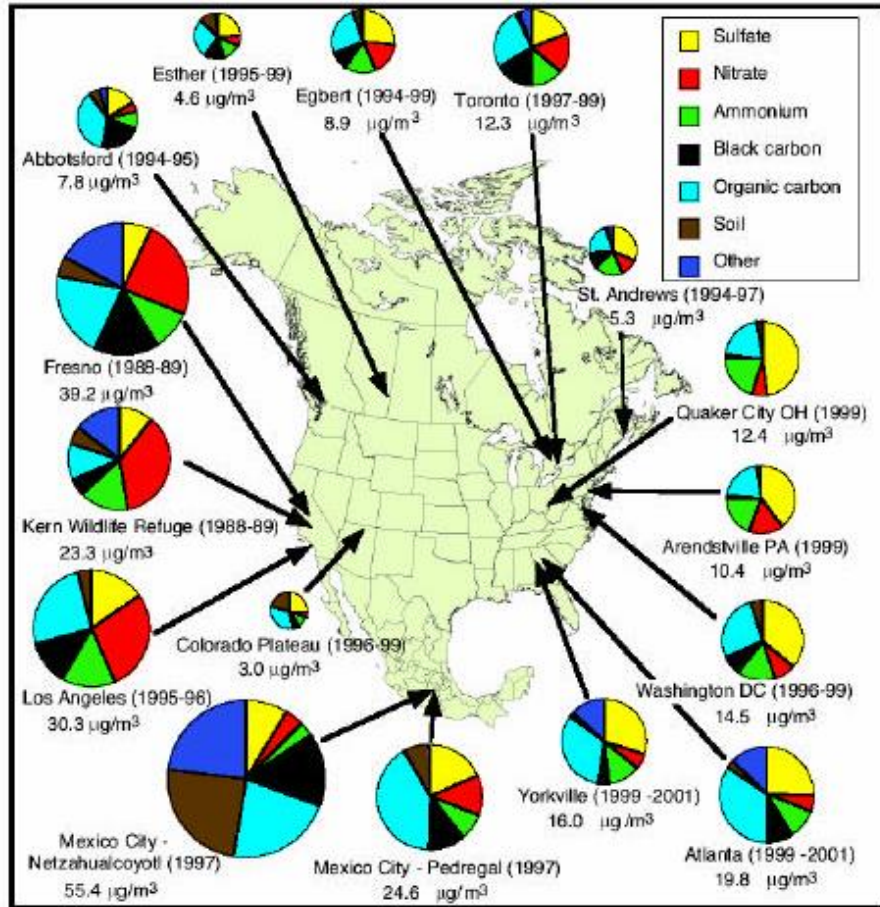 Esther (1995-99)
4.6 µg/m³
Egbert (1994-99)
8.9 µg/m³
Toronto (1997-99)
12.3 µg/m³
Sulfate
Nitrate
Ammonium
Black carbon
Organic carbon
Soil
Other
Abbotsford (1994-95)
7.8 µg/m³
St. Andrews (1994-97)
5.3 µg/m³
Fresno (1988-89)
39.2 µg/m³
Quaker City OH (1999)
12.4 µg/m³
Kern Wildlife Refuge (1988-89)
23.3 µg/m³
Arendstville PA (1999)
10.4 µg/m³
Colorado Plateau (1996-99)
3.0 µg/m³
Los Angeles (1995-96)
30.3 µg/m³
Washington DC (1996-99)
14.5 µg/m³
Mexico City -
Netzahualcoyotl (1997)
55.4 µg/m³
Mexico City - Pedregal (1997)
24.6 µg/m³
Yorkville (1999 -2001)
16.0 µg/m³
Atlanta (1999 -2001)
19.8 µg/m³